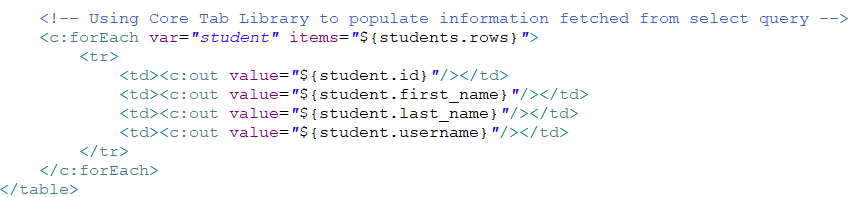 <!-- Using Core Tab Library to populate information fetched from select query -->
<c:forEach var="student" items="${students.rows}">
<tr>
<td><c:out value="${student.id}"/></td>
<td><c:out value="${student.first_name}"/></td>
<td><c:out value="${student.last_name}"/></td>
<td><c:out value="${student.username}"/></td>
</tr>
</c:forEach>
</table>